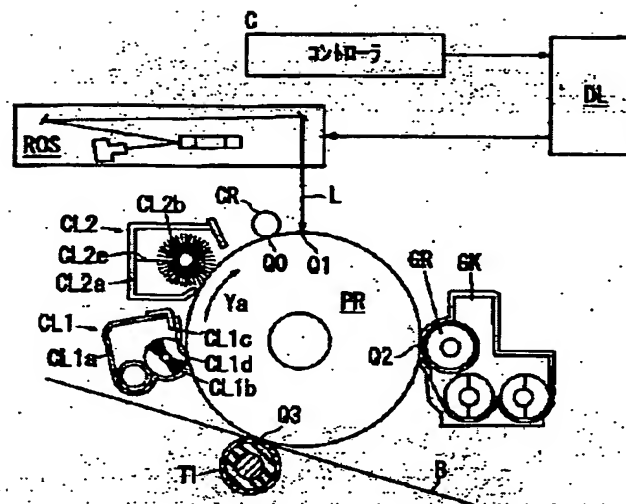 C
コントローラ
DL
ROS
L
CR
CL2b
CL2
CL2e
CL2a
Q0
Q1
GR
GK
Ya
PR
CL1
CL1c
CL1a
CL1d
CL1b
Q2
Q3
T1
B